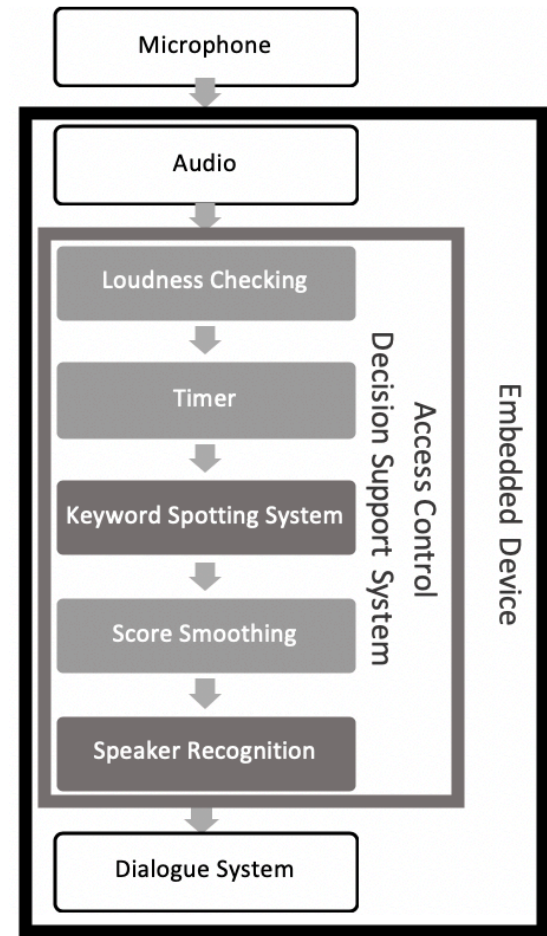 Microphone
Audio
Loudness Checking
Timer
Keyword Spotting System
Score Smoothing
Speaker Recognition
Dialogue System
Access Control
Decision Support System
Embedded Device